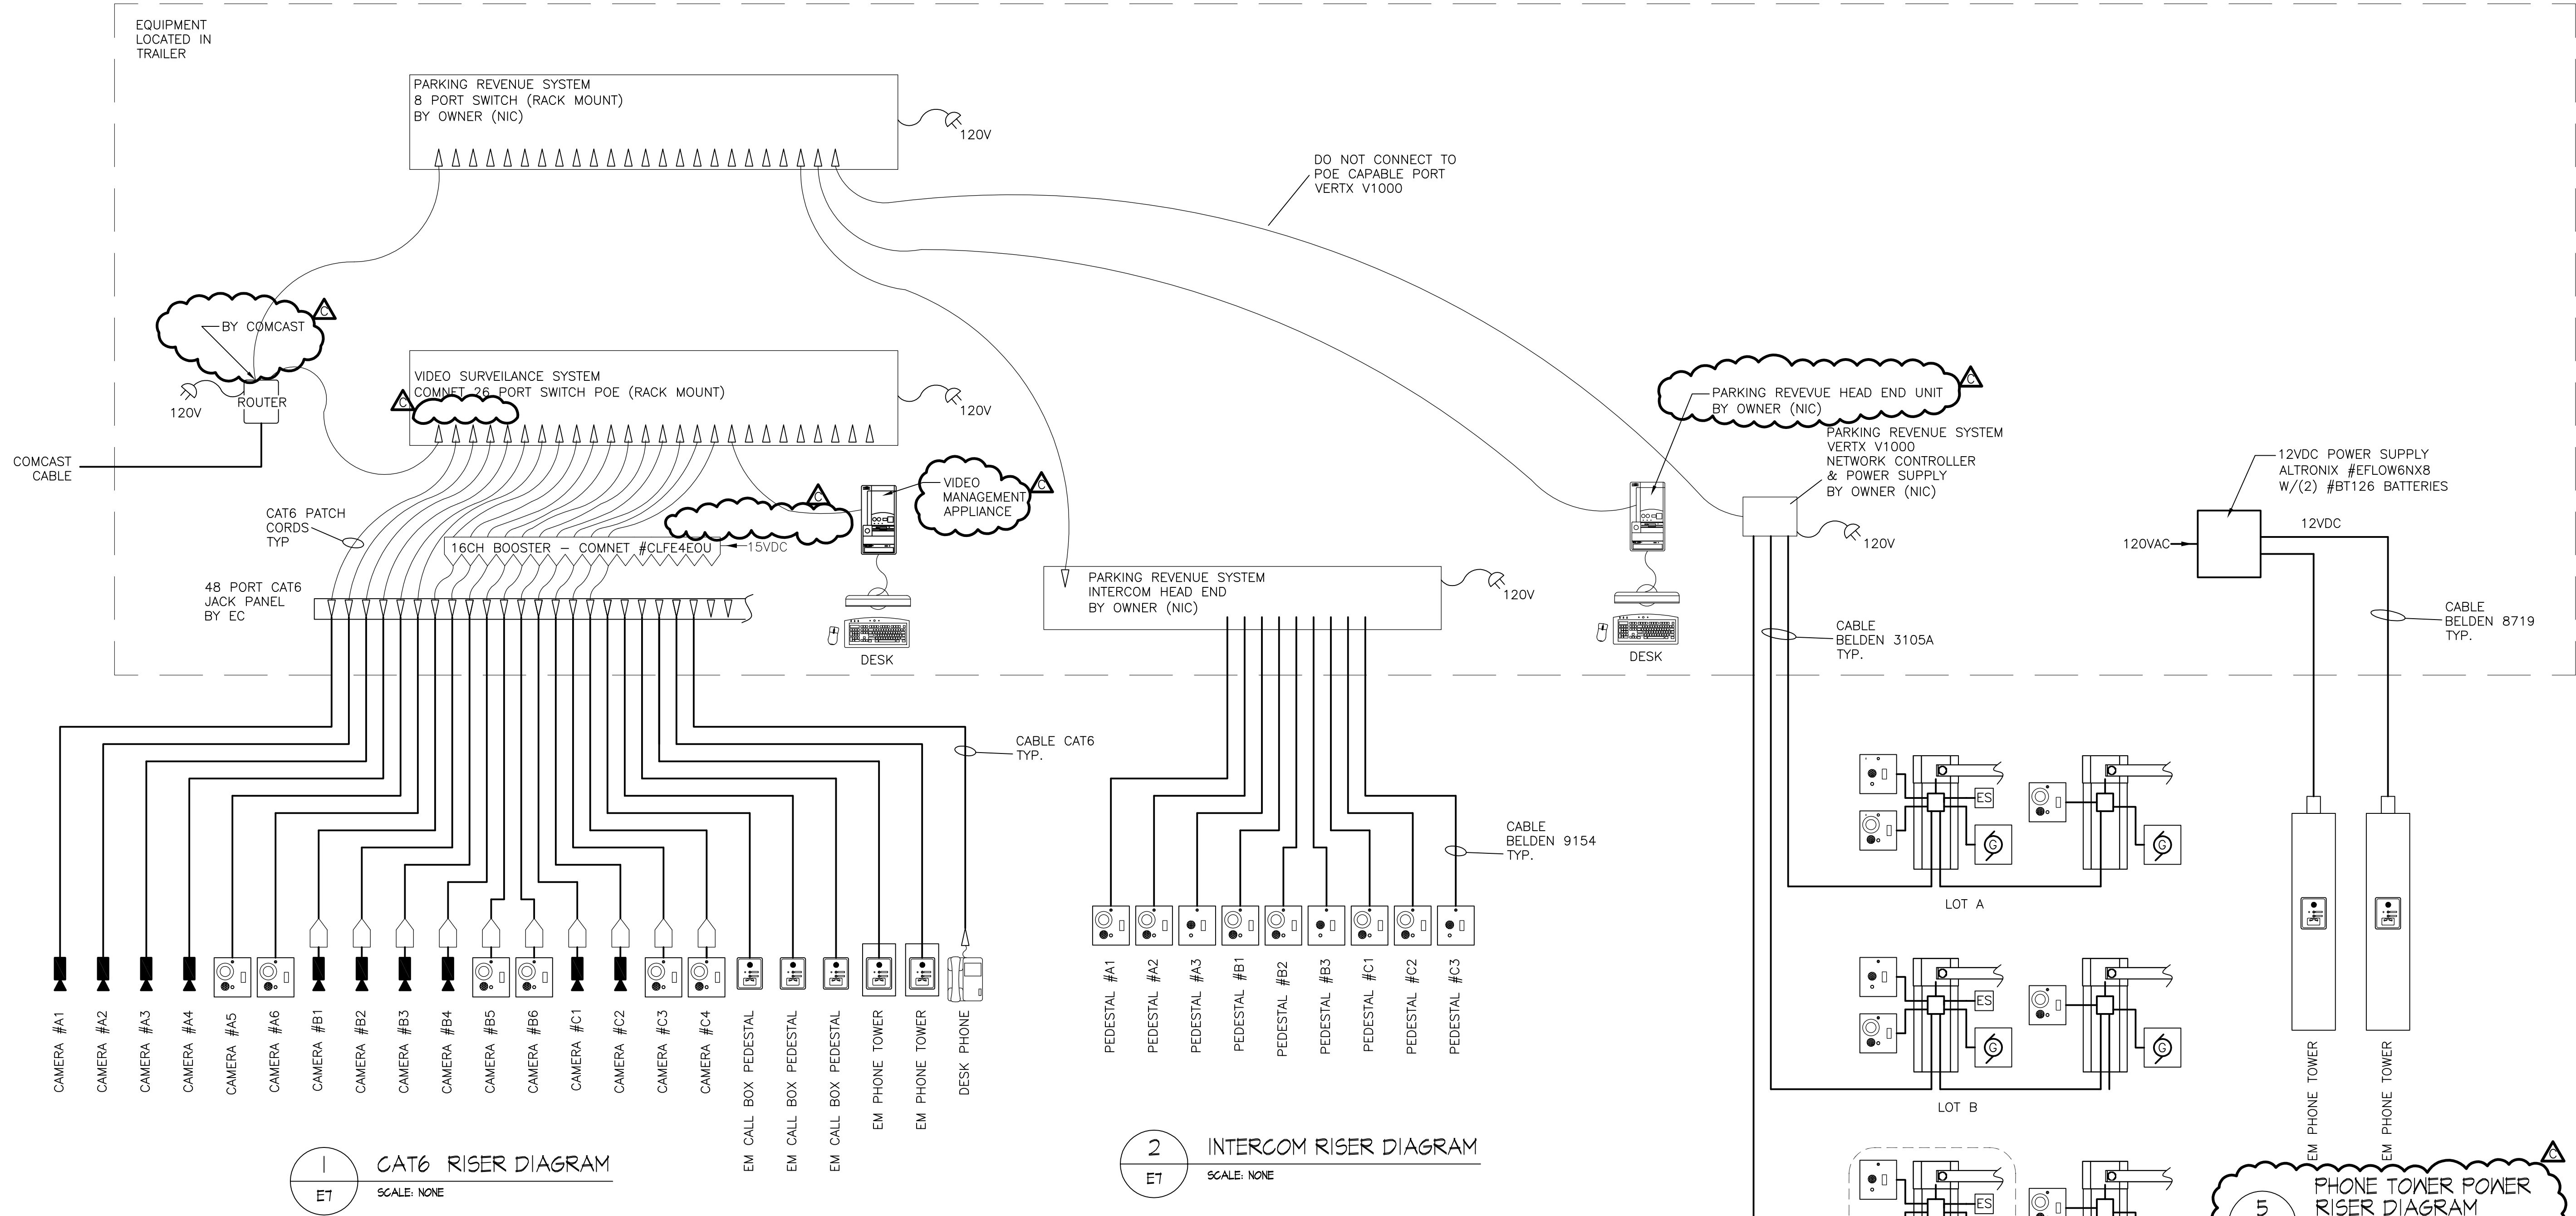 EQUIPMENT
LOCATED IN
TRAILER
PARKING REVENUE SYSTEM
8 PORT SWITCH (RACK MOUNT)
BY OWNER (NIC)
120V
DO NOT CONNECT TO
POE CAPABLE PORT
VERTX V1000
BY COMCAST
C
120V
ROUTER
COMCAST
CABLE
VIDEO SURVEILANCE SYSTEM
COMNET 26 PORT SWITCH POE (RACK MOUNT)
C
120V
CAT6 PATCH
CORDS
TYP
C
VIDEO
MANAGEMENT
APPLIANCE
C
16CH BOOSTER - COMNET #CLFE4EOU
15VDC
48 PORT CAT6
JACK PANEL
BY EC
DESK
PARKING REVENUE SYSTEM
INTERCOM HEAD END
BY OWNER (NIC)
120V
PARKING REVEVUE HEAD END UNIT
BY OWNER (NIC)
C
PARKING REVENUE SYSTEM
VERTX V1000
NETWORK CONTROLLER
& POWER SUPPLY
BY OWNER (NIC)
120V
DESK
CABLE
BELDEN 3105A
TYP.
12VDC POWER SUPPLY
ALTRONIX #EFLOW6NX8
W/(2) #BT126 BATTERIES
12VDC
120VAC
CABLE
BELDEN 8719
TYP.
CABLE CAT6
TYP.
CABLE
BELDEN 9154
TYP.
CAMERA #A1
CAMERA #A2
CAMERA #A3
CAMERA #A4
CAMERA #A5
CAMERA #A6
CAMERA #B1
CAMERA #B2
CAMERA #B3
CAMERA #B4
CAMERA #B5
CAMERA #B6
CAMERA #C1
CAMERA #C2
CAMERA #C3
CAMERA #C4
EM CALL BOX PEDESTAL
EM CALL BOX PEDESTAL
EM CALL BOX PEDESTAL
EM PHONE TOWER
EM PHONE TOWER
DESK PHONE
PEDESTAL #A1
PEDESTAL #A2
PEDESTAL #A3
PEDESTAL #B1
PEDESTAL #B2
PEDESTAL #B3
PEDESTAL #C1
PEDESTAL #C2
PEDESTAL #C3
ES
G
G
LOT A
ES
G
G
LOT B
ES
EM PHONE TOWER
EM PHONE TOWER
1
E7
CAT6 RISER DIAGRAM
SCALE: NONE
2
E7
INTERCOM RISER DIAGRAM
SCALE: NONE
C
5
PHONE TOWER POWER
RISER DIAGRAM